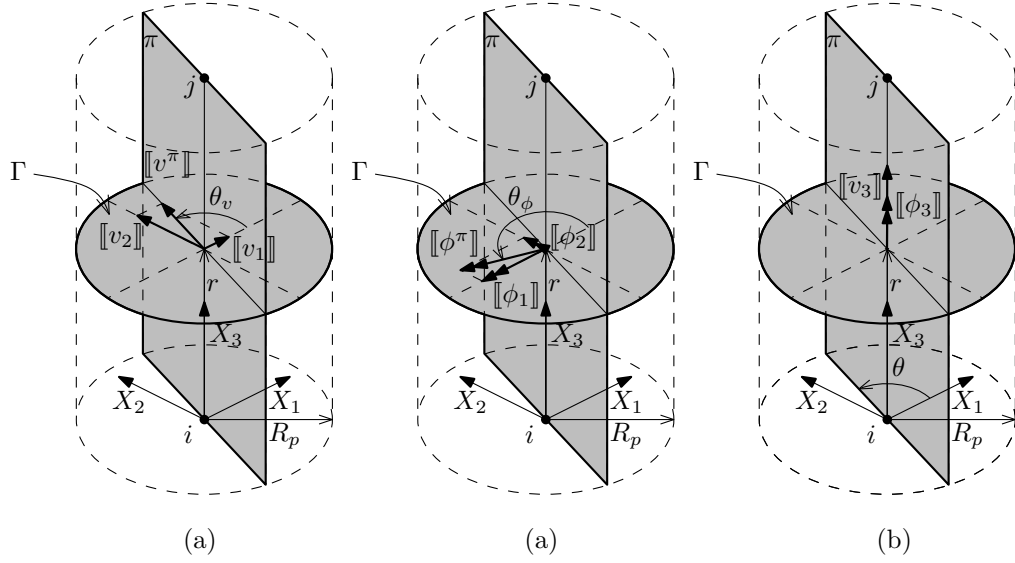 π
j
Γ
⟦v^π⟧
θ_v
⟦v_2⟧
⟦v_1⟧
r
X_3
X_2
X_1
i
R_p
(a)
π
j
Γ
θ_ϕ
⟦ϕ^π⟧
⟦ϕ_2⟧
⟦ϕ_1⟧
r
X_3
X_2
X_1
i
R_p
(a)
π
j
Γ
⟦v_3⟧
⟦ϕ_3⟧
r
X_3
θ
X_2
X_1
i
R_p
(b)